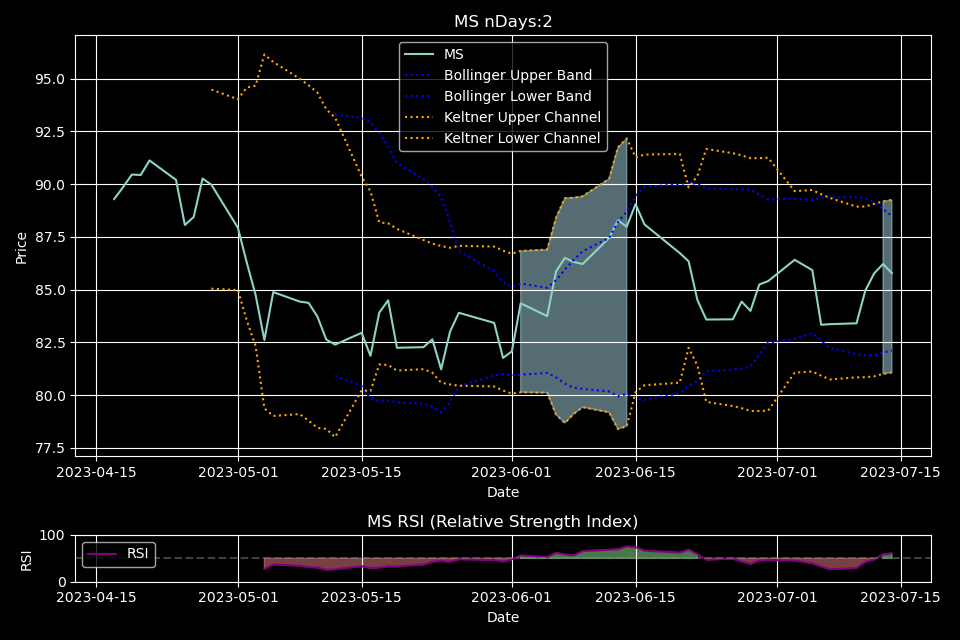 MS nDays:2
MS
Bollinger Upper Band
Bollinger Lower Band
Keltner Upper Channel
Keltner Lower Channel
Price
95.0
92.5
90.0
87.5
85.0
82.5
80.0
77.5
2023-04-15 2023-05-01 2023-05-15 2023-06-01 2023-06-15 2023-07-01 2023-07-15
Date
MS RSI (Relative Strength Index)
RSI
100
0
RSI
2023-04-15 2023-05-01 2023-05-15 2023-06-01 2023-06-15 2023-07-01 2023-07-15
Date